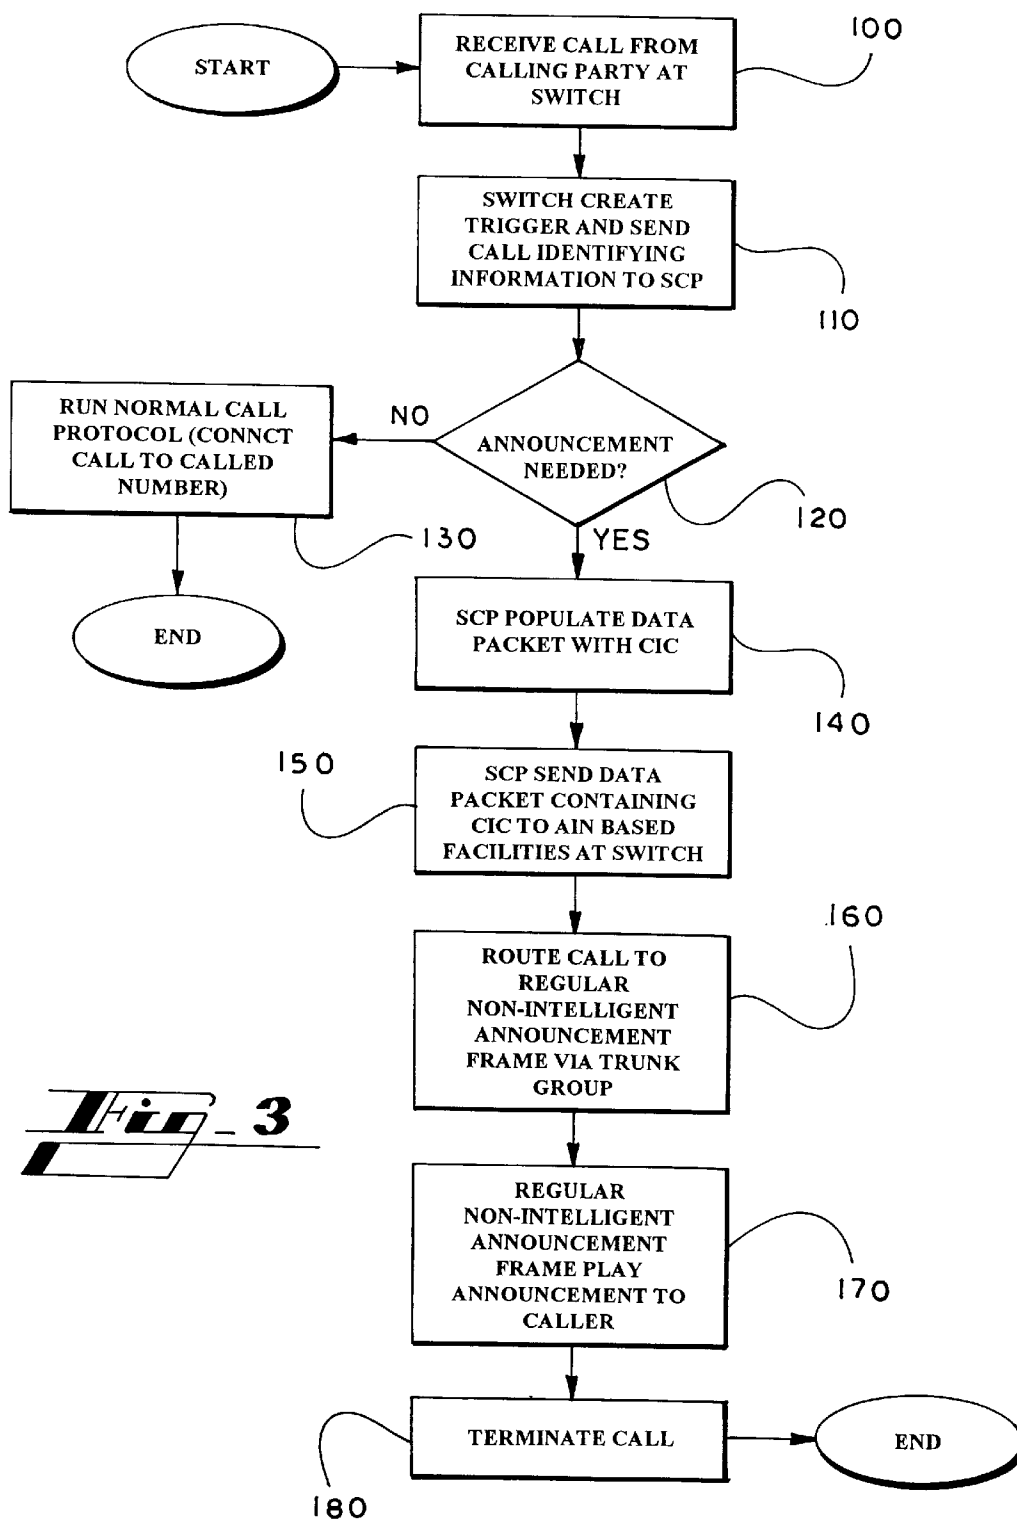 START
RECEIVE CALL FROM
CALLING PARTY AT
SWITCH
100
SWITCH CREATE
TRIGGER AND SEND
CALL IDENTIFYING
INFORMATION TO SCP
110
ANNOUNCEMENT
NEEDED?
120
NO
RUN NORMAL CALL
PROTOCOL (CONNCT
CALL TO CALLED
NUMBER)
130
END
YES
SCP POPULATE DATA
PACKET WITH CIC
140
150
SCP SEND DATA
PACKET CONTAINING
CIC TO AIN BASED
FACILITIES AT SWITCH
160
ROUTE CALL TO
REGULAR
NON-INTELLIGENT
ANNOUNCEMENT
FRAME VIA TRUNK
GROUP
Fig_3
REGULAR
NON-INTELLIGENT
ANNOUNCEMENT
FRAME PLAY
ANNOUNCEMENT TO
CALLER
170
TERMINATE CALL
180
END